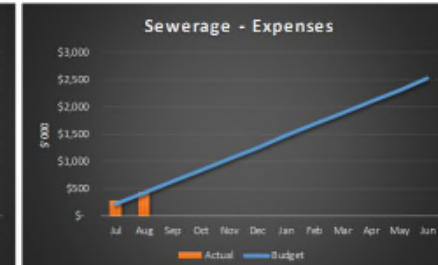 Sewerage - Expenses
$3,000
$2,500
$2,000
$1,500
$1,000
$500
$-
$'000
Jul Aug Sep Oct Nov Dec Jan Feb Mar Apr May Jun
Actual Budget